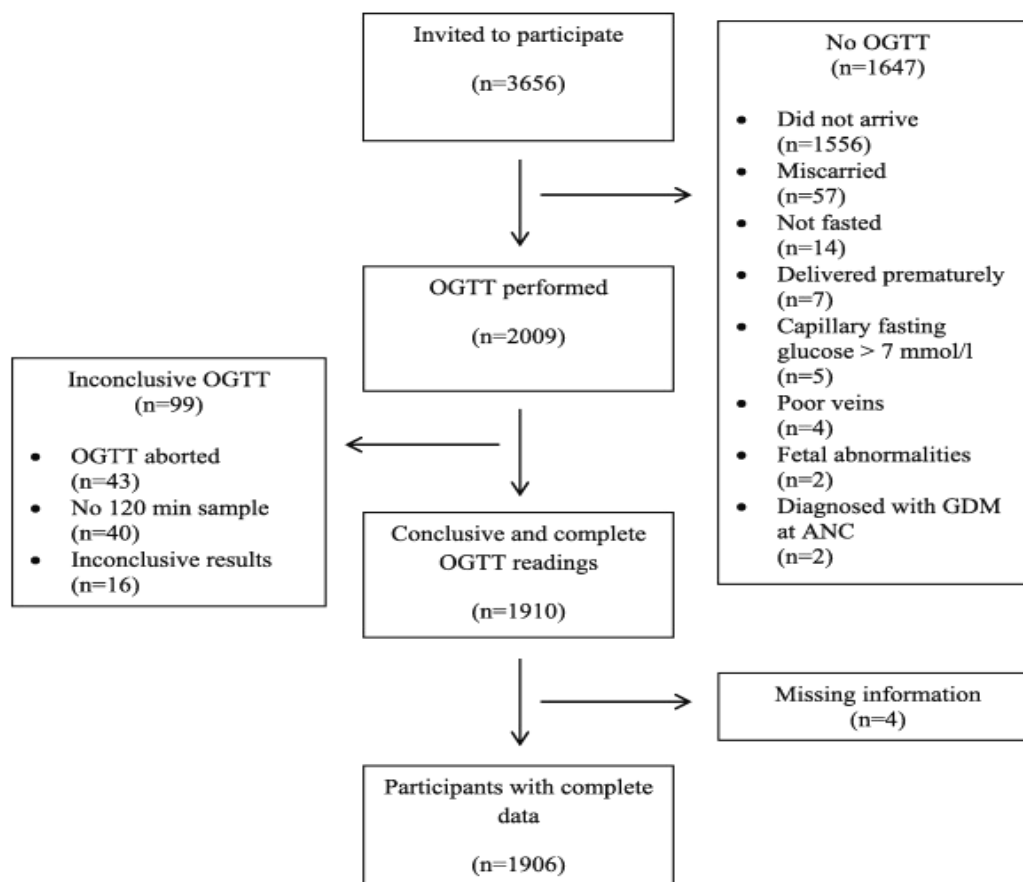 Invited to participate
(n=3656)
No OGTT
(n=1647)
• Did not arrive
(n=1556)
• Miscarried
(n=57)
• Not fasted
(n=14)
• Delivered prematurely
(n=7)
• Capillary fasting
glucose > 7 mmol/l
(n=5)
• Poor veins
(n=4)
• Fetal abnormalities
(n=2)
• Diagnosed with GDM
at ANC
(n=2)
OGTT performed
(n=2009)
Inconclusive OGTT
(n=99)
• OGTT aborted
(n=43)
• No 120 min sample
(n=40)
• Inconclusive results
(n=16)
Conclusive and complete
OGTT readings
(n=1910)
Missing information
(n=4)
Participants with complete
data
(n=1906)